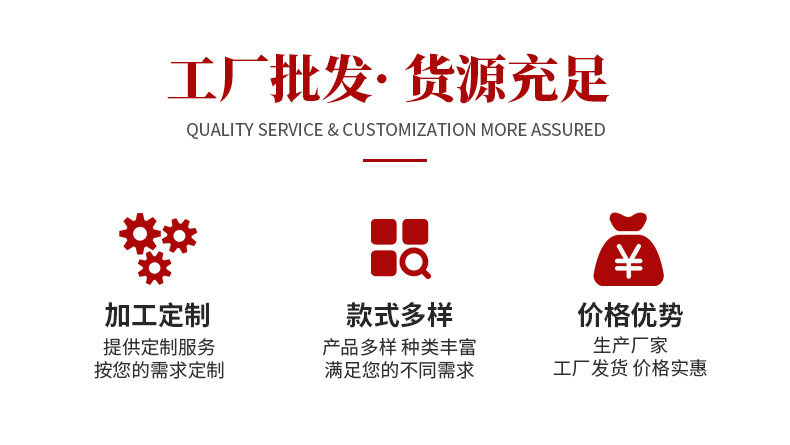 工厂批发·货源充足
QUALITY SERVICE & CUSTOMIZATION MORE ASSURED
加工定制
提供定制服务
按您的需求定制
款式多样
产品多样 种类丰富
满足您的不同需求
¥
价格优势
生产厂家
工厂发货 价格实惠